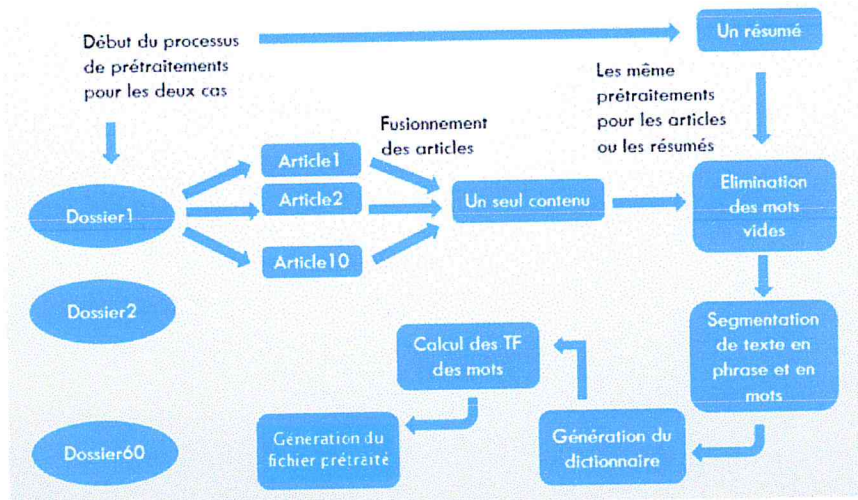 Début du processus
de prétraitements
pour les deux cas
Un résumé
Les même
prétraitements
pour les articles
ou les résumés
Fusionnement
des articles
Article1
Article2
Article10
Dossier1
Un seul contenu
Elimination
des mots
vides
Dossier2
Segmentation
de texte en
phrase et en
mots
Calcul des TF
des mots
Dossier60
Génération du
fichier prétraité
Génération du
dictionnaire